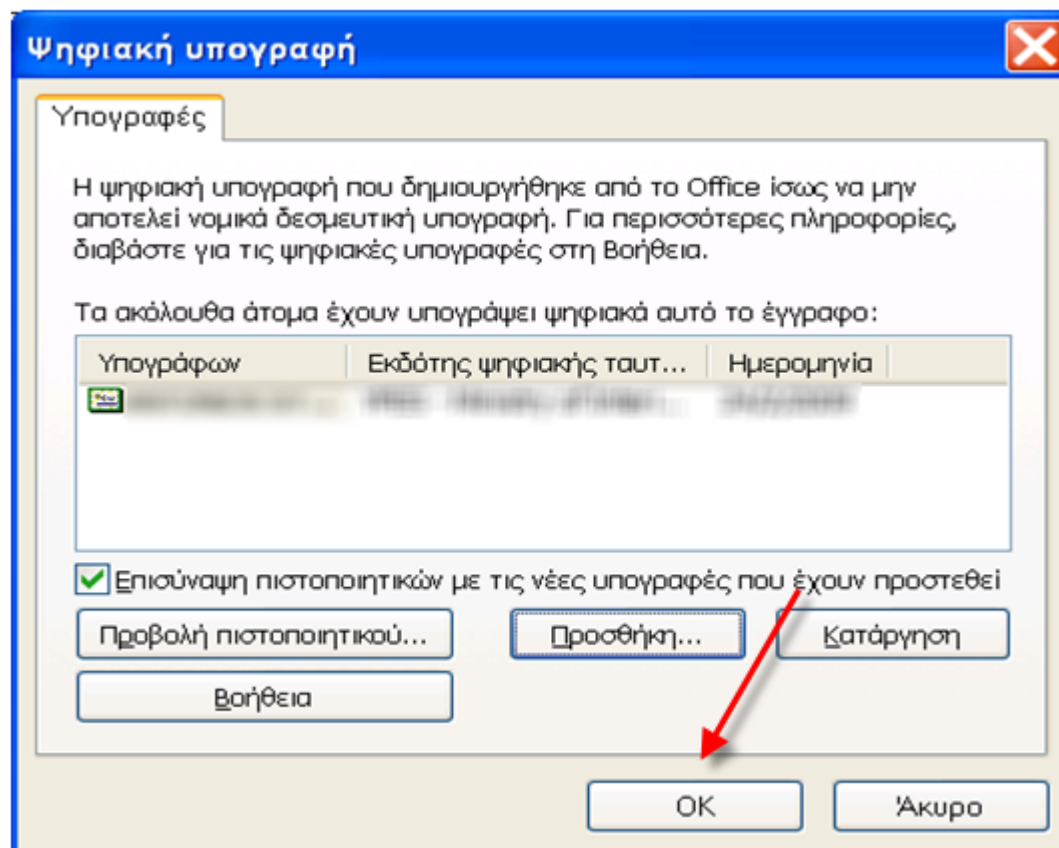 Ψηφιακή υπογραφή
Υπογραφές
Η ψηφιακή υπογραφή που δημιουργήθηκε από το Office ίσως να μην
αποτελεί νομικά δεσμευτική υπογραφή. Για περισσότερες πληροφορίες,
διαβάστε για τις ψηφιακές υπογραφές στη Βοήθεια.
Τα ακόλουθα άτομα έχουν υπογράψει ψηφιακά αυτό το έγγραφο:
Υπογράφων Εκδότης ψηφιακής ταυτ... Ημερομηνία
Επισύναψη πιστοποιητικών με τις νέες υπογραφές που έχουν προστεθεί
Προβολή πιστοποιητικού... Προσθήκη... Κατάργηση
Βοήθεια
OK Άκυρο